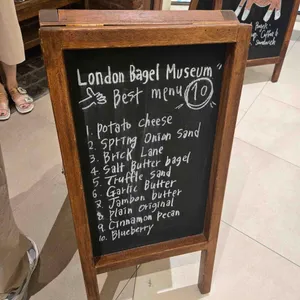 London Bagel Museum"
Best menu 10
1. potato cheese
2. Spring Onion Sand
3. Brick Lane
4. Salt Butter bagel
5. Truffle Sand
6. Garlic Butter
7. Jambon butter
8. plain original
9. Cinnamon Pecan
10. Blueberry
Sandwich